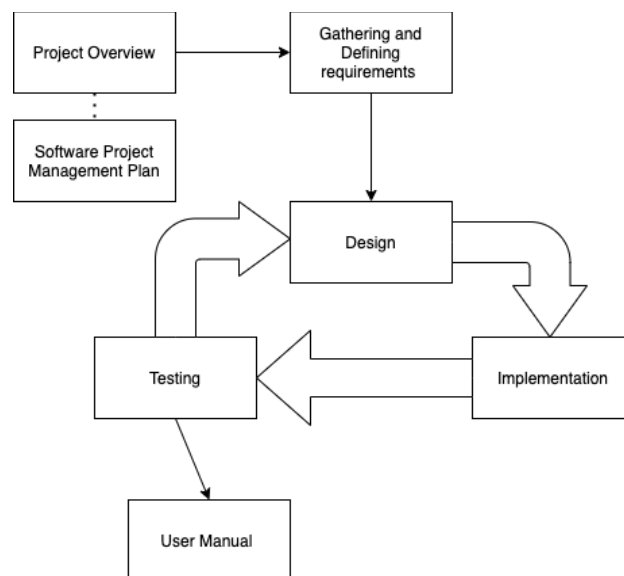 Project Overview
Gathering and
Defining
requirements
Software Project
Management Plan
Design
Testing
Implementation
User Manual